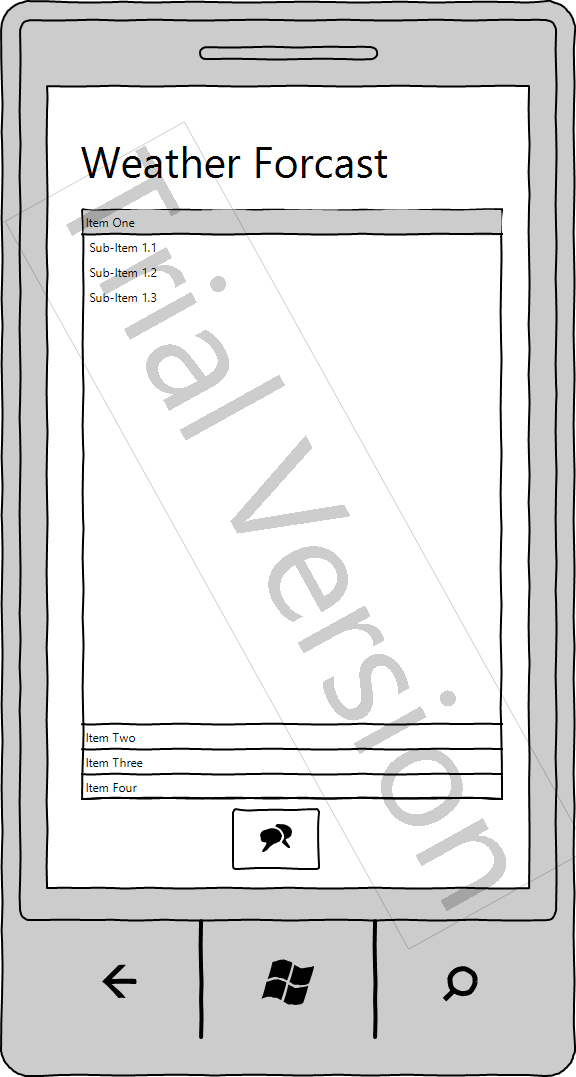 Weather Forcast
Item One
Sub-Item 1.1
Sub-Item 1.2
Sub-Item 1.3
Item Two
Item Three
Item Four
Trial Version